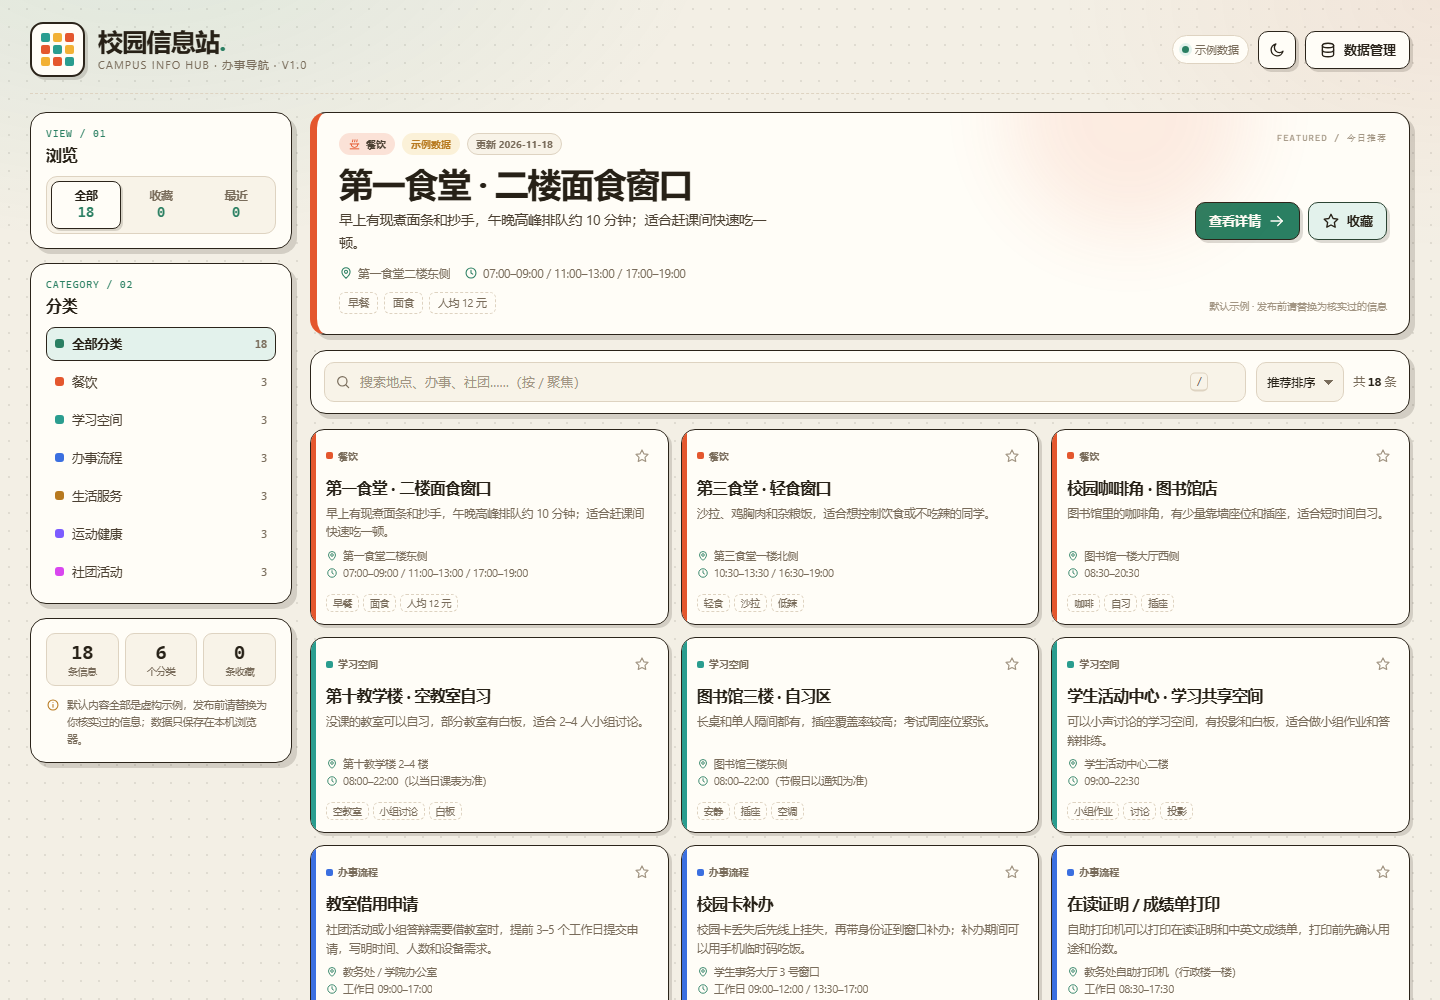 校园信息站.
CAMPUS INFO HUB · 办事导航 · V1.0
示例数据
数据管理
VIEW / 01
浏览
全部
18
收藏
0
最近
0
CATEGORY / 02
分类
全部分类 18
餐饮 3
学习空间 3
办事流程 3
生活服务 3
运动健康 3
社团活动 3
18
条信息
6
个分类
0
条收藏
默认内容全部是虚构示例，发布前请替换为
你核实过的信息；数据只保存在本机浏览
器。
餐饮 示例数据 更新 2026-11-18
FEATURED / 今日推荐
第一食堂 · 二楼面食窗口
早上有现煮面条和抄手，午晚高峰排队约 10 分钟；适合赶课间快速吃一
顿。
第一食堂二楼东侧 07:00–09:00 / 11:00–13:00 / 17:00–19:00
早餐 面食 人均 12 元
查看详情
收藏
默认示例 · 发布前请替换为核实过的信息
搜索地点、办事、社团……（按 / 聚焦） /
推荐排序
共 18 条
餐饮
第一食堂 · 二楼面食窗口
早上有现煮面条和抄手，午晚高峰排队约 10 分钟；适合赶课间
快速吃一顿。
第一食堂二楼东侧
07:00–09:00 / 11:00–13:00 / 17:00–19:00
早餐 面食 人均 12 元
餐饮
第三食堂 · 轻食窗口
沙拉、鸡胸肉和杂粮饭，适合想控制饮食或不吃辣的同学。
第三食堂一楼北侧
10:30–13:30 / 16:30–19:00
轻食 沙拉 低辣
餐饮
校园咖啡角 · 图书馆店
图书馆里的咖啡角，有少量靠墙座位和插座，适合短时间自习。
图书馆一楼大厅西侧
08:30–20:30
咖啡 自习 插座
学习空间
第十教学楼 · 空教室自习
没课的教室可以自习，部分教室有白板，适合 2–4 人小组讨论。
第十教学楼 2–4 楼
08:00–22:00（以当日课表为准）
空教室 小组讨论 白板
学习空间
图书馆三楼 · 自习区
长桌和单人隔间都有，插座覆盖率较高；考试周座位紧张。
图书馆三楼东侧
08:00–22:00（节假日以通知为准）
安静 插座 空调
学习空间
学生活动中心 · 学习共享空间
可以小声讨论的学习空间，有投影和白板，适合做小组作业和答
辩排练。
学生活动中心二楼
09:00–22:30
小组作业 讨论 投影
办事流程
教室借用申请
社团活动或小组答辩需要借教室时，提前 3–5 个工作日提交申
请，写明时间、人数和设备需求。
教务处 / 学院办公室
工作日 09:00–17:00
办事流程
校园卡补办
校园卡丢失后先线上挂失，再带身份证到窗口补办；补办期间可
以用手机临时码吃饭。
学生事务大厅 3 号窗口
工作日 09:00–12:00 / 13:30–17:00
办事流程
在读证明 / 成绩单打印
自助打印机可以打印在读证明和中英文成绩单，打印前先确认用
途和份数。
教务处自助打印机（行政楼一楼）
工作日 08:30–17:30